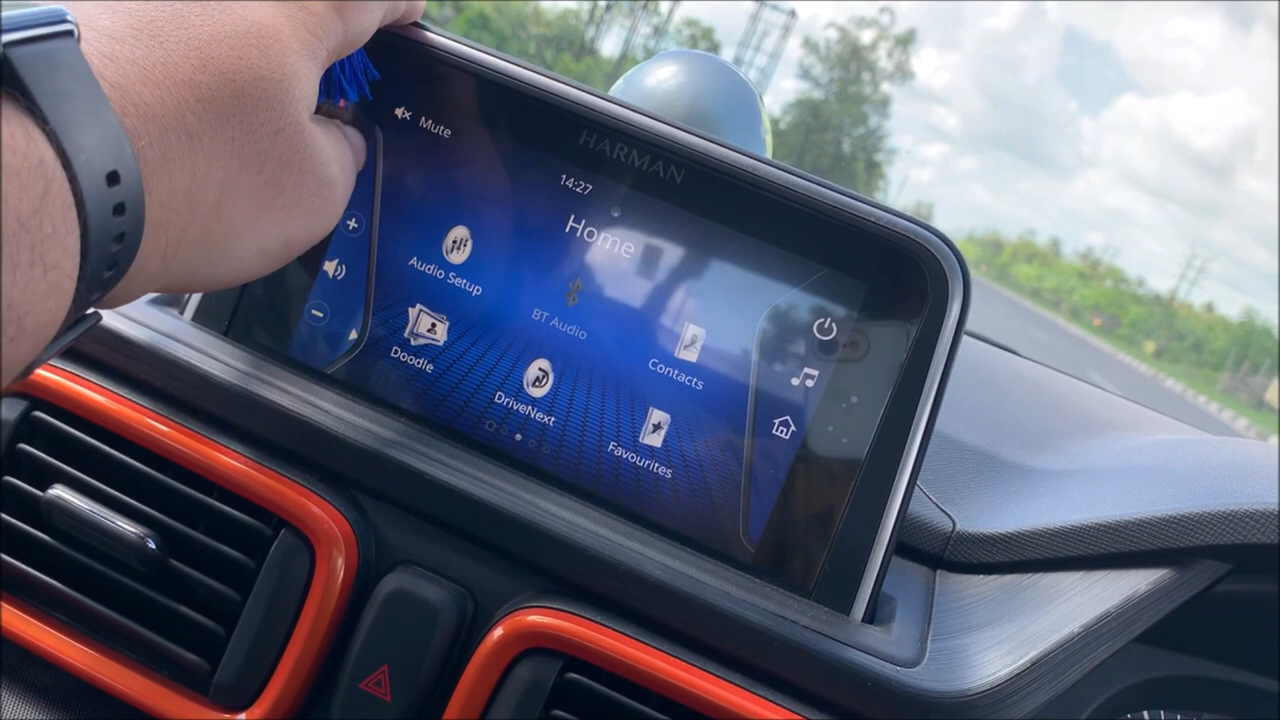 Mute
HARMAN
14:27
Home
Audio Setup
BT Audio
Contacts
Doodle
DriveNext
Favourites